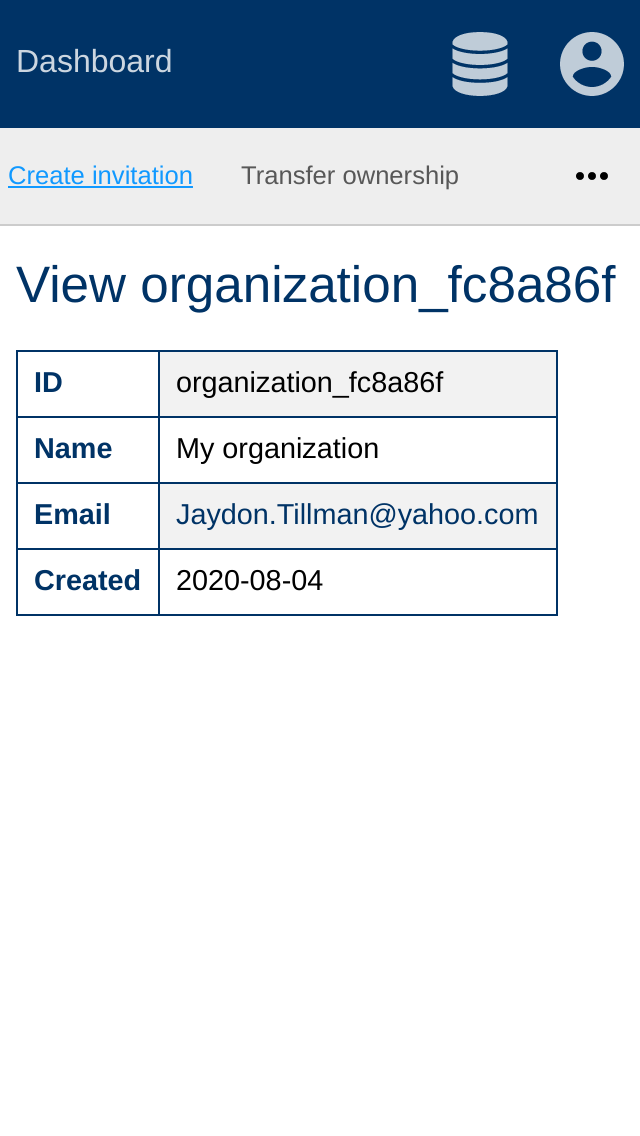 Dashboard
Create invitation Transfer ownership
View organization_fc8a86f
ID organization_fc8a86f
Name My organization
Email Jaydon.Tillman@yahoo.com
Created 2020-08-04